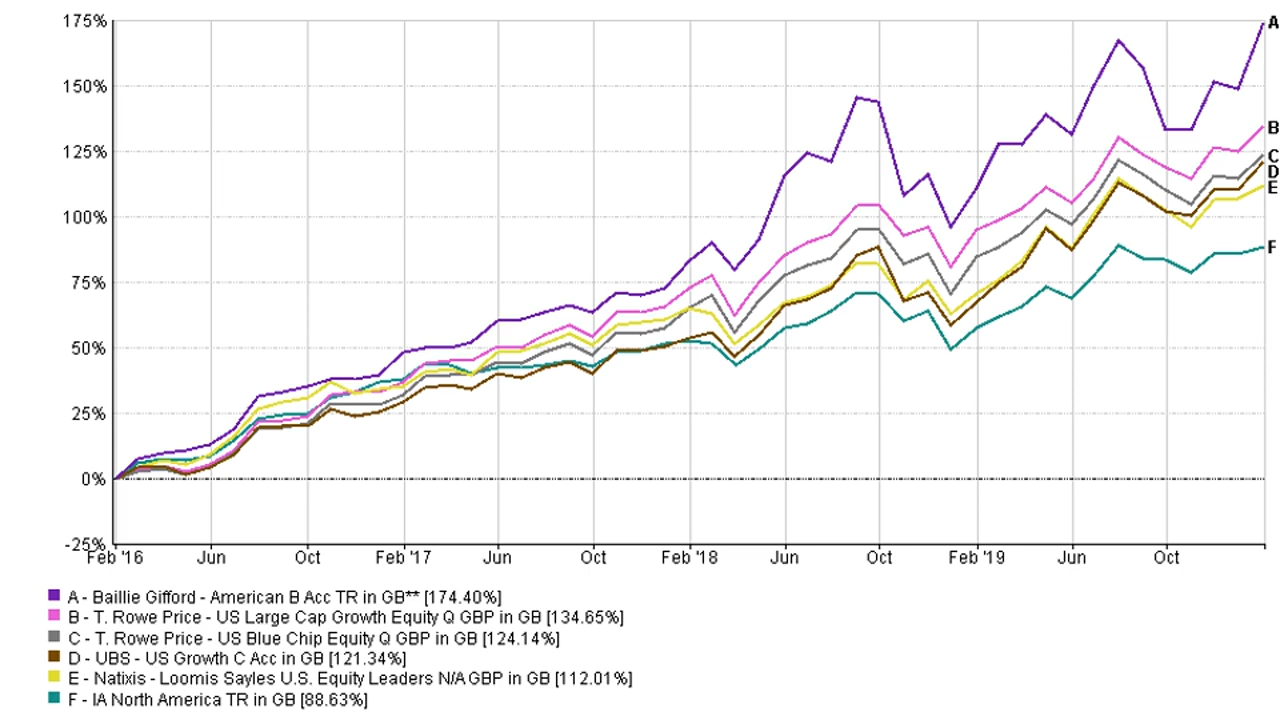 175%
A
150%
B
125%
C
D
E
100%
F
75%
50%
25%
0%
-25%
Feb '16 Jun Oct Feb '17 Jun Oct Feb '18 Jun Oct Feb '19 Jun Oct
A - Baillie Gifford - American B Acc TR in GB** [174.40%]
B - T. Rowe Price - US Large Cap Growth Equity Q GBP in GB [134.65%]
C - T. Rowe Price - US Blue Chip Equity Q GBP in GB [124.14%]
D - UBS - US Growth C Acc in GB [121.34%]
E - Natixis - Loomis Sayles U.S. Equity Leaders N/A GBP in GB [112.01%]
F - IA North America TR in GB [88.63%]